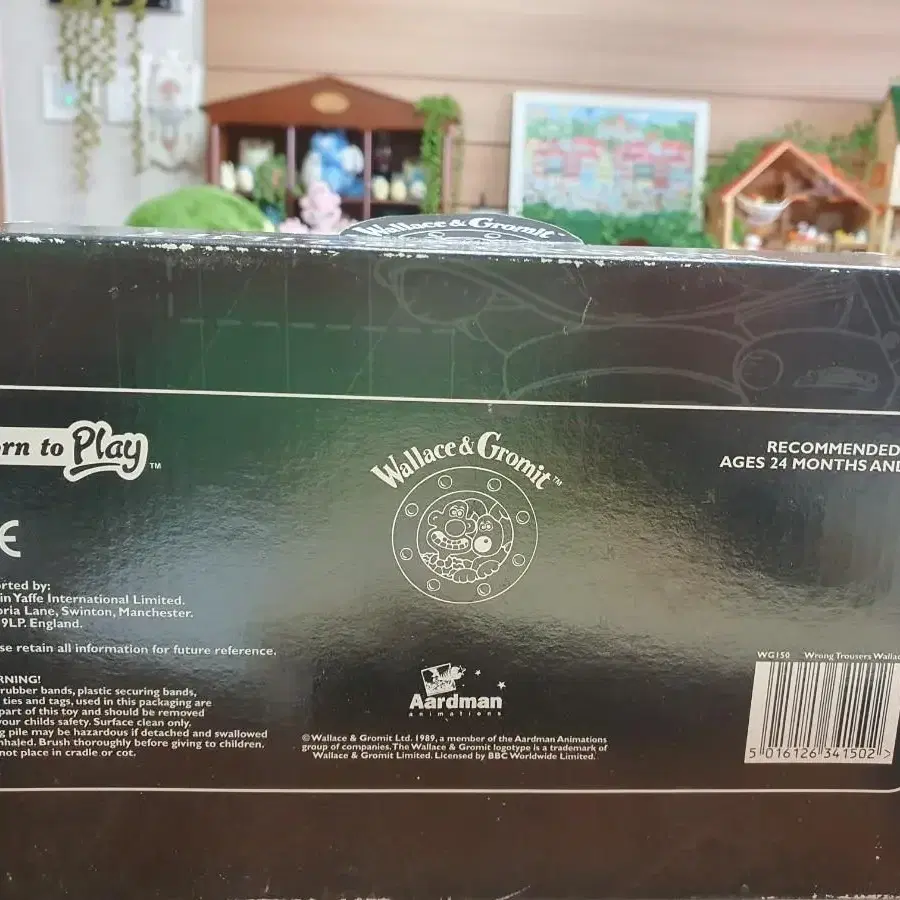 Wallace & Gromit
rn to Play™
Wallace & Gromit™
RECOMMENDED
AGES 24 MONTHS AND
CE
rted by:
in Yaffe International Limited.
oria Lane, Swinton, Manchester.
9LP. England.
se retain all information for future reference.
RNING!
rubber bands, plastic securing bands,
ties and tags, used in this packaging are
part of this toy and should be removed
your childs safety. Surface clean only.
g pile may be hazardous if detached and swallowed
nhaled. Brush thoroughly before giving to children.
not place in cradle or cot.
Aardman
animations
©Wallace & Gromit Ltd. 1989, a member of the Aardman Animations
group of companies. The Wallace & Gromit logotype is a trademark of
Wallace & Gromit Limited. Licensed by BBC Worldwide Limited.
WG150 Wrong Trousers Wallac
5 016126 341502 >